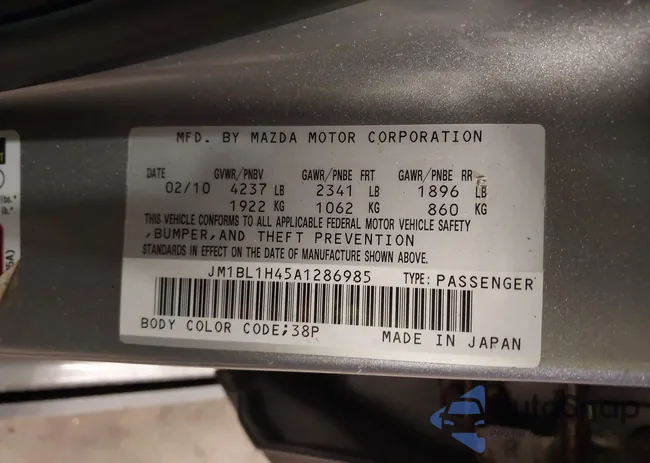 MFD. BY MAZDA MOTOR CORPORATION
DATE GVWR/PNBV GAWR/PNBE FRT GAWR/PNBE RR
02/10 4237 LB 2341 LB 1896 LB
1922 KG 1062 KG 860 KG
THIS VEHICLE CONFORMS TO ALL APPLICABLE FEDERAL MOTOR VEHICLE SAFETY
,BUMPER,AND THEFT PREVENTION
STANDARDS IN EFFECT ON THE DATE OF MANUFACTURE SHOWN ABOVE.
JM1BL1H45A1286985 TYPE: PASSENGER
BODY COLOR CODE;38P MADE IN JAPAN
AutoSnap